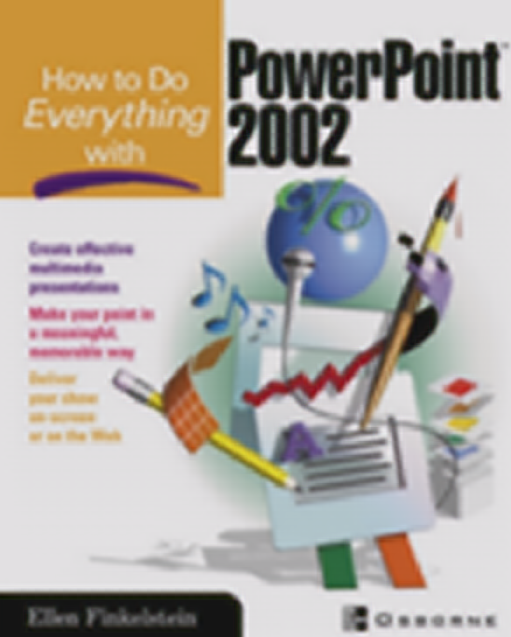 How to Do
Everything
with
PowerPoint
2002
Create effective
multimedia
presentations
Make your point in
a meaningful,
memorable way
Deliver
your show
on-screen
or on the Web
%
A
Ellen Finkelstein
OSBORNE